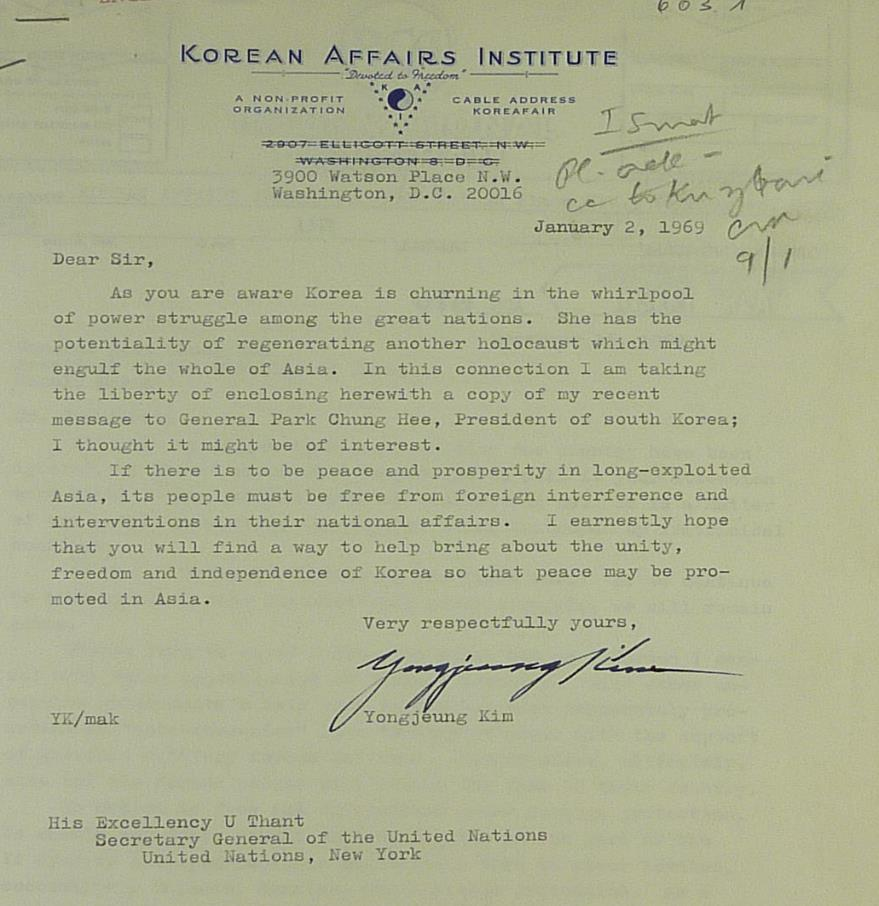 603.1
KOREAN AFFAIRS INSTITUTE
"Devoted to Freedom"
K A I
A NON-PROFIT
ORGANIZATION
CABLE ADDRESS
KOREAFAIR
2907 ELLICOTT STREET, N.W.
WASHINGTON 8, D.C.
3900 Watson Place N.W.
Washington, D.C. 20016
cc to
9/1
January 2, 1969
Dear Sir,
As you are aware Korea is churning in the whirlpool
of power struggle among the great nations. She has the
potentiality of regenerating another holocaust which might
engulf the whole of Asia. In this connection I am taking
the liberty of enclosing herewith a copy of my recent
message to General Park Chung Hee, President of south Korea;
I thought it might be of interest.
If there is to be peace and prosperity in long-exploited
Asia, its people must be free from foreign interference and
interventions in their national affairs. I earnestly hope
that you will find a way to help bring about the unity,
freedom and independence of Korea so that peace may be pro-
moted in Asia.
Very respectfully yours,
Yongjeung Kim
YK/mak
Yongjeung Kim
His Excellency U Thant
Secretary General of the United Nations
United Nations, New York